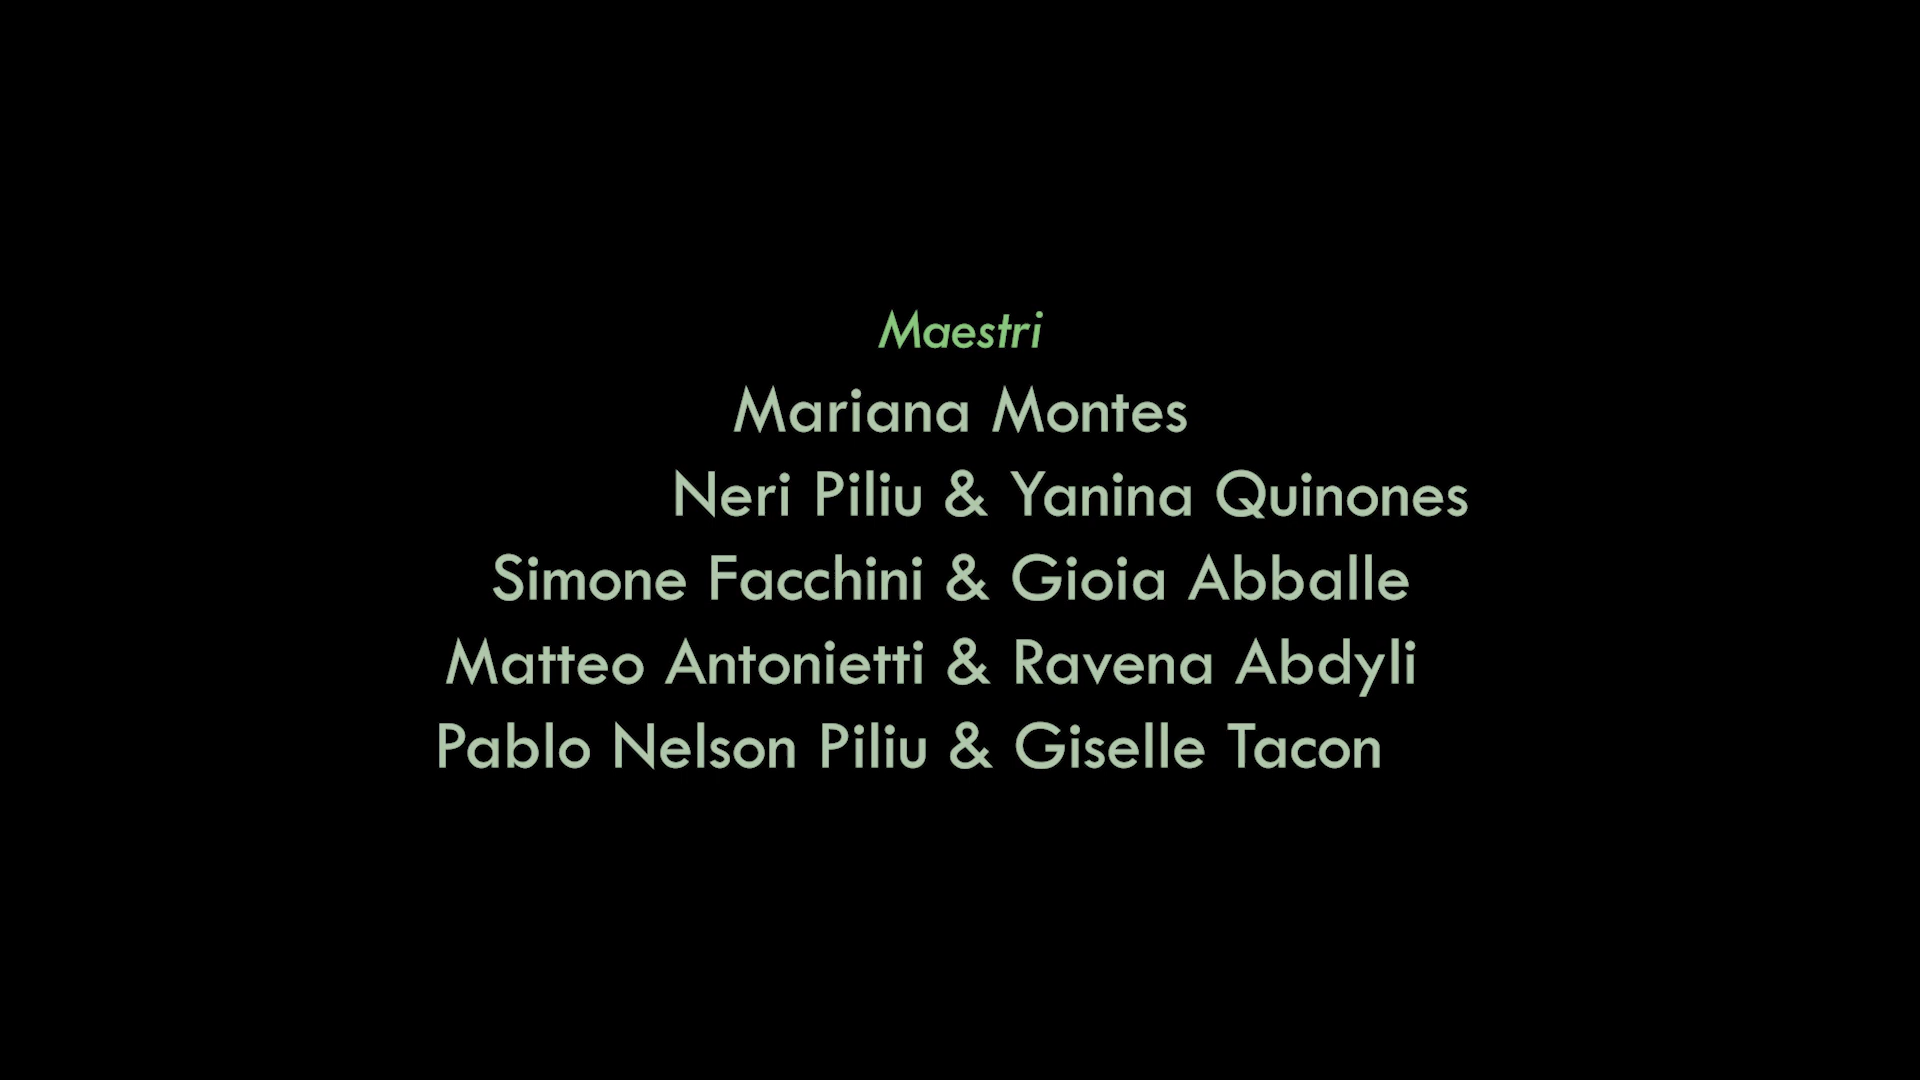 Maestri
Mariana Montes
Neri Piliu & Yanina Quinones
Simone Facchini & Gioia Abballe
Matteo Antonietti & Ravena Abdyli
Pablo Nelson Piliu & Giselle Tacon